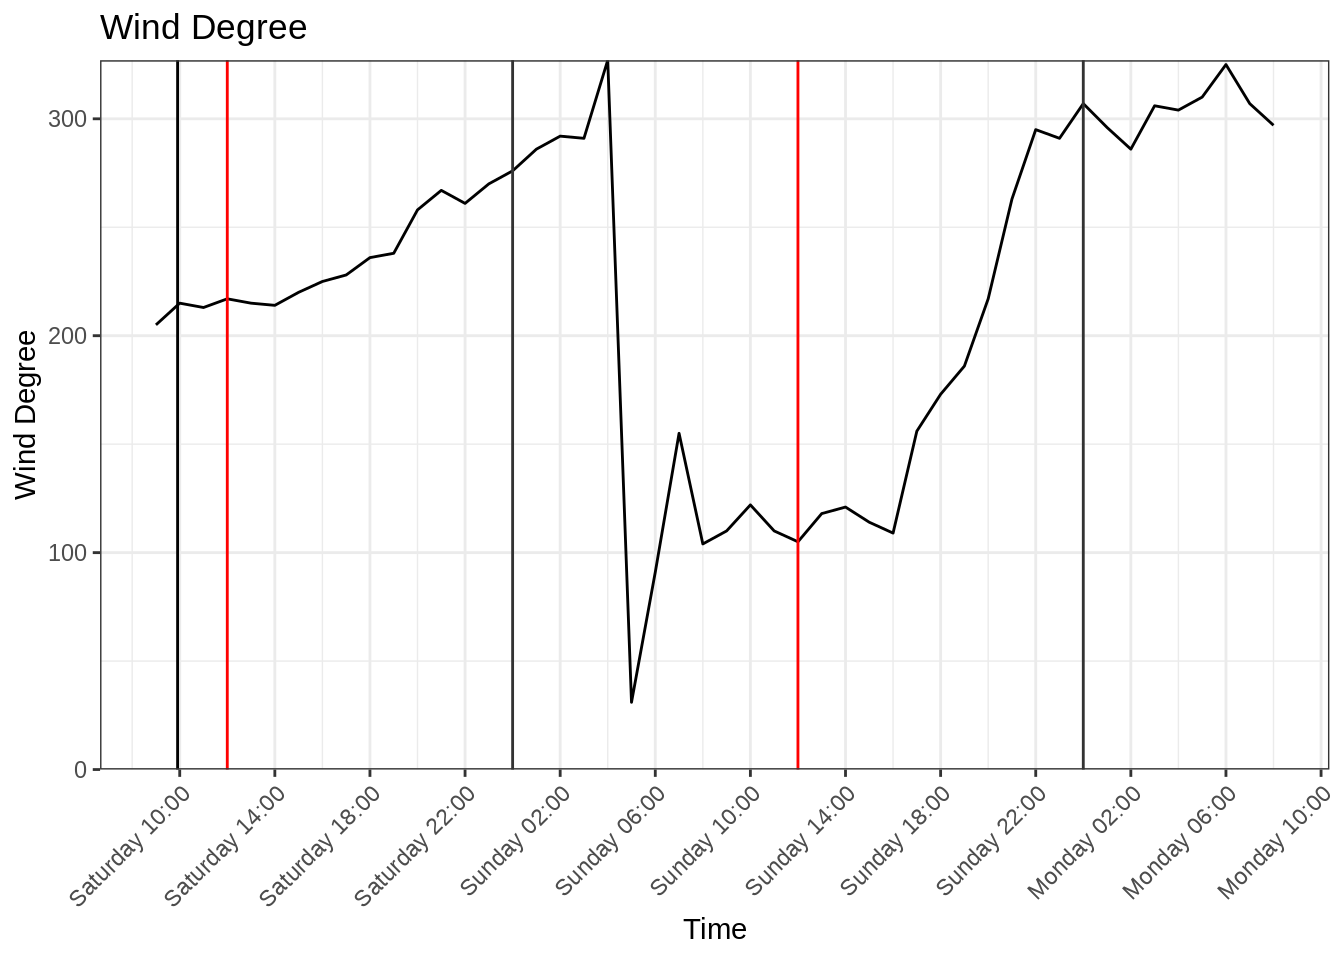 Wind Degree
Wind Degree
300
200
100
0
Saturday 10:00
Saturday 14:00
Saturday 18:00
Saturday 22:00
Sunday 02:00
Sunday 06:00
Sunday 10:00
Sunday 14:00
Sunday 18:00
Sunday 22:00
Monday 02:00
Monday 06:00
Monday 10:00
Time